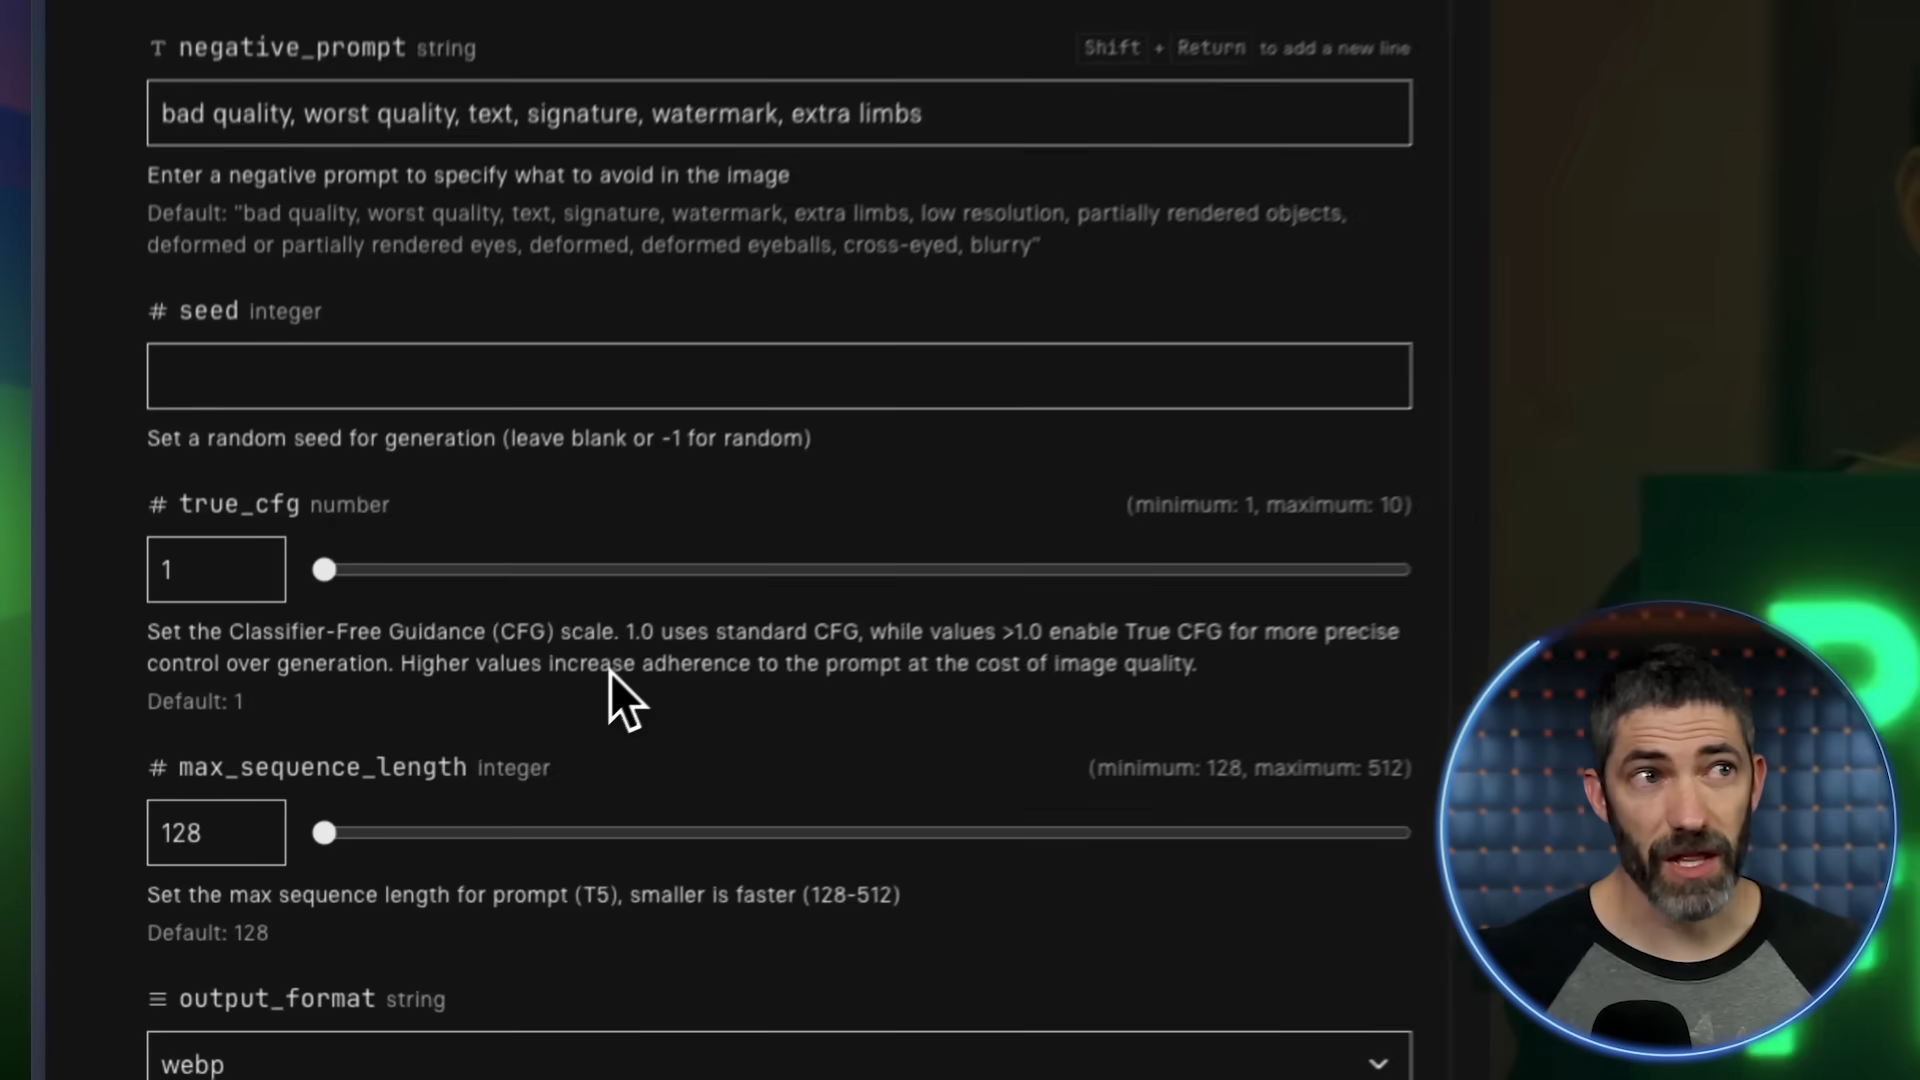 negative_prompt string
Shift + Return to add a new line
bad quality, worst quality, text, signature, watermark, extra limbs
Enter a negative prompt to specify what to avoid in the image
Default: "bad quality, worst quality, text, signature, watermark, extra limbs, low resolution, partially rendered objects,
deformed or partially rendered eyes, deformed, deformed eyeballs, cross-eyed, blurry"
# seed integer
Set a random seed for generation (leave blank or -1 for random)
# true_cfg number
(minimum: 1, maximum: 10)
1
Set the Classifier-Free Guidance (CFG) scale. 1.0 uses standard CFG, while values >1.0 enable True CFG for more precise
control over generation. Higher values increase adherence to the prompt at the cost of image quality.
Default: 1
# max_sequence_length integer
(minimum: 128, maximum: 512)
128
Set the max sequence length for prompt (T5), smaller is faster (128-512)
Default: 128
output_format string
webp